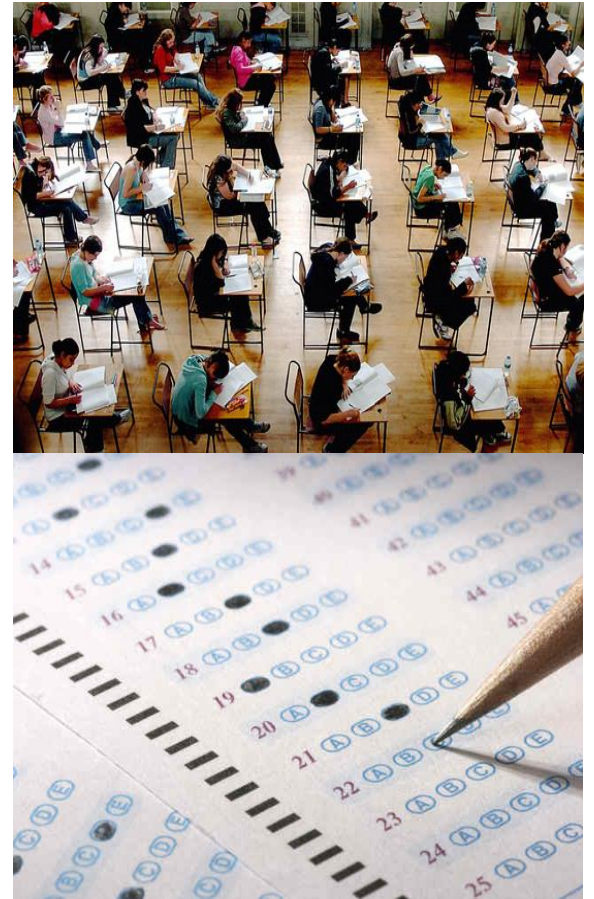 14 A B C E
15 A B D E
16 A C D E
17 A B D E
18 A B D E
19 B C D E
20 A C D E
21 A B D E
22 A B
23 A B C D E
24 A B C D
25 A B C
40
41 A B C D E
42 A B C D E
43 A B C D E
44 A B C D
45 A